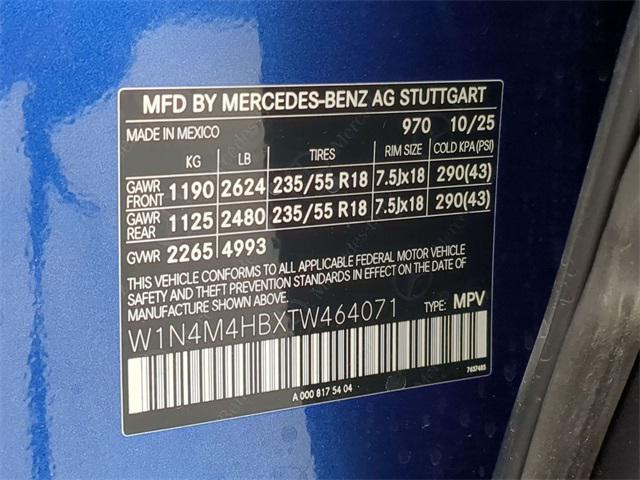 MFD BY MERCEDES-BENZ AG STUTTGART
MADE IN MEXICO 970 10/25
KG LB TIRES RIM SIZE COLD KPA(PSI)
GAWR FRONT 1190 2624 235/55 R18 7.5Jx18 290(43)
GAWR REAR 1125 2480 235/55 R18 7.5Jx18 290(43)
GVWR 2265 4993
THIS VEHICLE CONFORMS TO ALL APPLICABLE FEDERAL MOTOR VEHICLE
SAFETY AND THEFT PREVENTION STANDARDS IN EFFECT ON THE DATE OF
MANUFACTURE SHOWN ABOVE.
W1N4M4HBXTW464071 TYPE: MPV
7457485
A 000 817 54 04